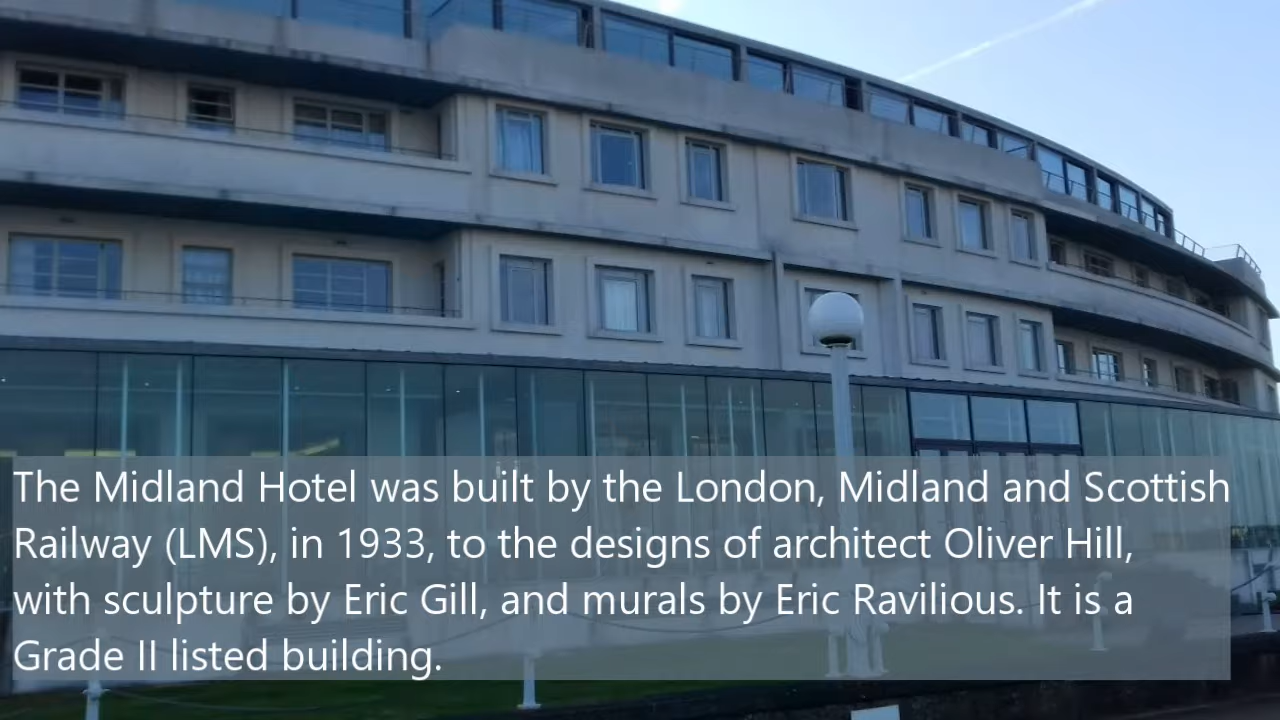 The Midland Hotel was built by the London, Midland and Scottish
Railway (LMS), in 1933, to the designs of architect Oliver Hill,
with sculpture by Eric Gill, and murals by Eric Ravilious. It is a
Grade II listed building.